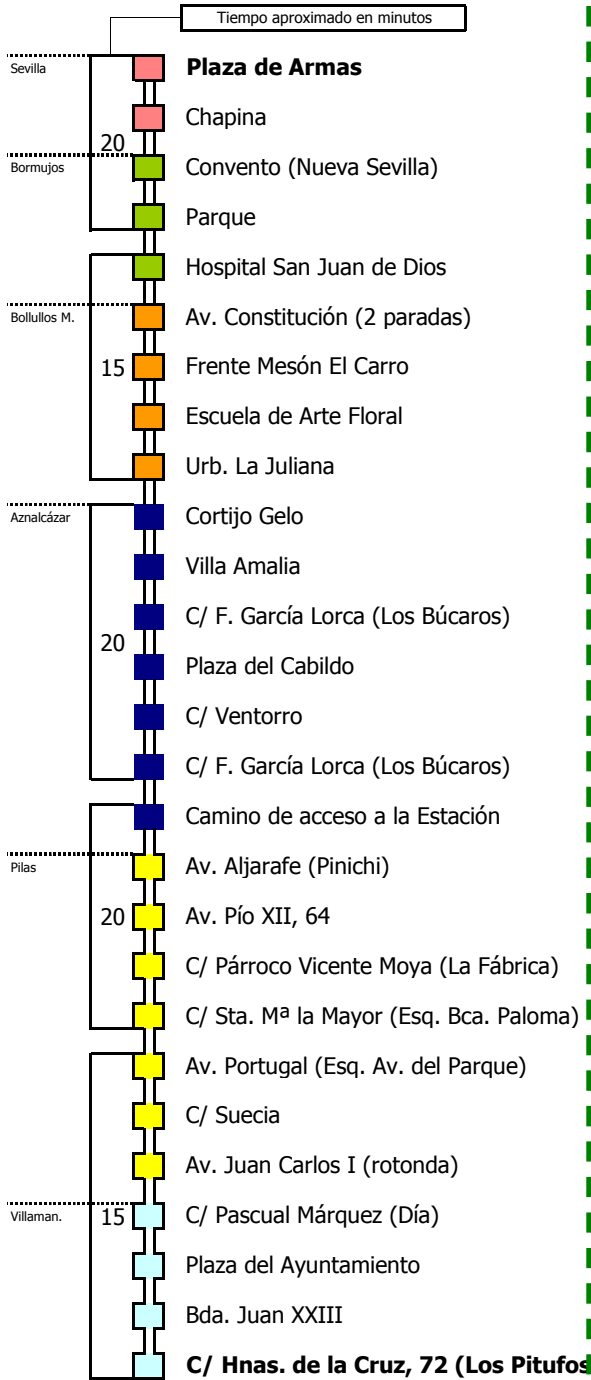 Tiempo aproximado en minutos
Sevilla
Plaza de Armas
Chapina
20
Bormujos
Convento (Nueva Sevilla)
Parque
Hospital San Juan de Dios
Bollullos M.
Av. Constitución (2 paradas)
15
Frente Mesón El Carro
Escuela de Arte Floral
Urb. La Juliana
Aznalcázar
Cortijo Gelo
Villa Amalia
C/ F. García Lorca (Los Búcaros)
20
Plaza del Cabildo
C/ Ventorro
C/ F. García Lorca (Los Búcaros)
Camino de acceso a la Estación
Pilas
Av. Aljarafe (Pinichi)
20
Av. Pío XII, 64
C/ Párroco Vicente Moya (La Fábrica)
C/ Sta. Mª la Mayor (Esq. Bca. Paloma)
Av. Portugal (Esq. Av. del Parque)
C/ Suecia
Av. Juan Carlos I (rotonda)
Villaman.
15
C/ Pascual Márquez (Día)
Plaza del Ayuntamiento
Bda. Juan XXIII
C/ Hnas. de la Cruz, 72 (Los Pitufos